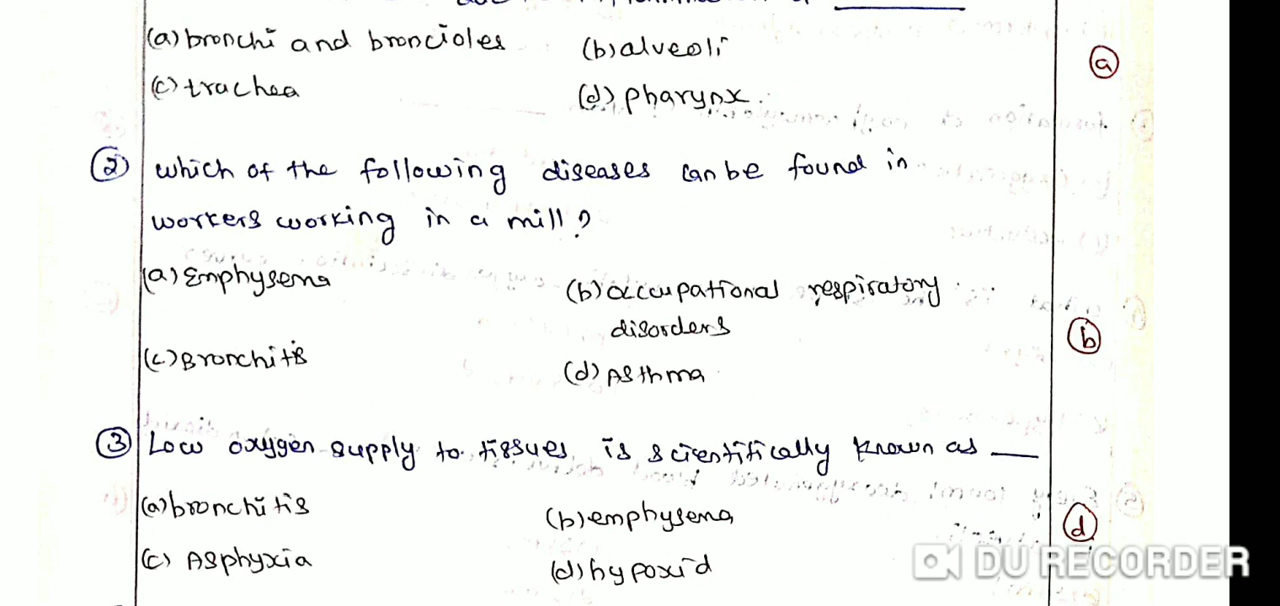 (a) bronchi and broncioles (b) alveoli
(c) trachea (d) pharynx. (a)
(2) which of the following diseases can be found in
workers working in a mill?
(a) Emphysema (b) occupational respiratory
disorders (b)
(c) Bronchitis (d) Asthma
(3) Low oxygen supply to tissues is scientifically known as __
(a) bronchitis (b) emphysema (d)
(c) Asphyxia (d) hypoxid
DU RECORDER